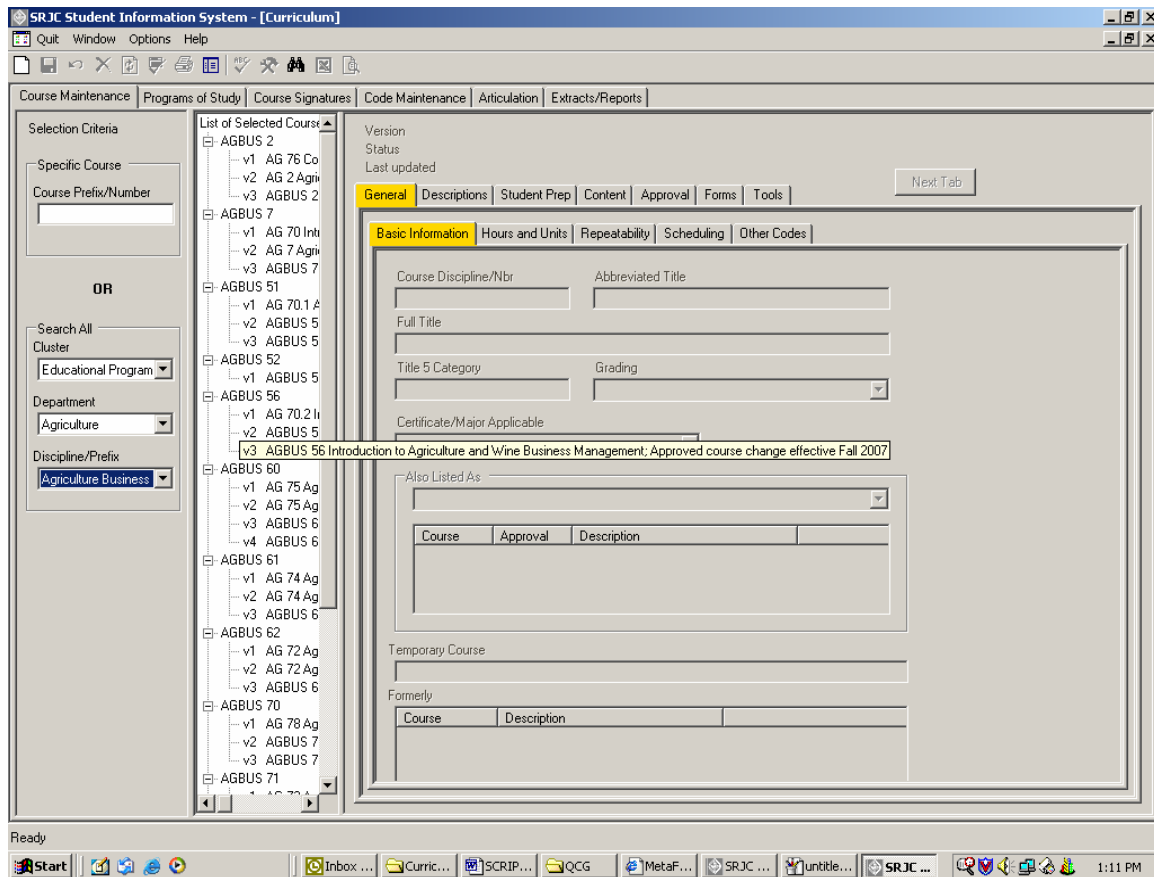 SRJC Student Information System - [Curriculum]
Quit Window Options Help
Course Maintenance Programs of Study Course Signatures Code Maintenance Articulation Extracts/Reports
Selection Criteria
Specific Course
Course Prefix/Number
OR
Search All
Cluster
Educational Program
Department
Agriculture
Discipline/Prefix
Agriculture Business
List of Selected Course
AGBUS 2
v1 AG 76 Co
v2 AG 2 Agri
v3 AGBUS 2
AGBUS 7
v1 AG 70 Int
v2 AG 7 Agri
v3 AGBUS 7
AGBUS 51
v1 AG 70.1 A
v2 AGBUS 5
v3 AGBUS 5
AGBUS 52
v1 AGBUS 5
AGBUS 56
v1 AG 70.2 I
v2 AGBUS 5
v3 AGBUS 56 Introduction to Agriculture and Wine Business Management; Approved course change effective Fall 2007
AGBUS 60
v1 AG 75 Ag
v2 AG 75 Ag
v3 AGBUS 6
v4 AGBUS 6
AGBUS 61
v1 AG 74 Ag
v2 AG 74 Ag
v3 AGBUS 6
AGBUS 62
v1 AG 72 Ag
v2 AG 72 Ag
v3 AGBUS 6
AGBUS 70
v1 AG 78 Ag
v2 AGBUS 7
v3 AGBUS 7
AGBUS 71
Version
Status
Last updated
Next Tab
General Descriptions Student Prep Content Approval Forms Tools
Basic Information Hours and Units Repeatability Scheduling Other Codes
Course Discipline/Nbr Abbreviated Title
Full Title
Title 5 Category Grading
Certificate/Major Applicable
Also Listed As
Course Approval Description
Temporary Course
Formerly
Course Description
Ready
Start Inbox ... Curric... SCRIP... QCG MetaF... SRJC ... untitle... SRJC ... 1:11 PM